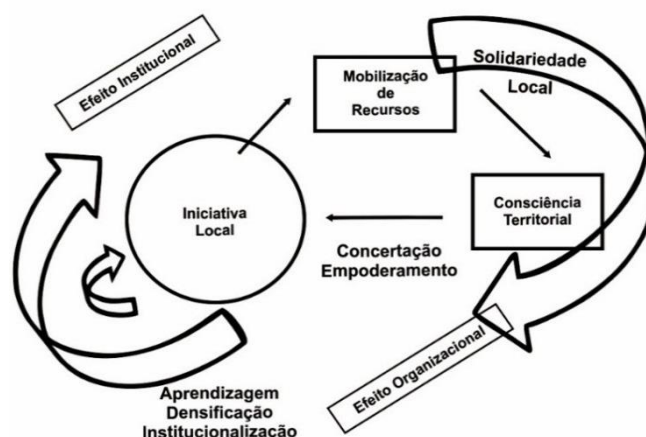 Efeito Institucional
Mobilização
de
Recursos
Solidariedade
Local
Iniciativa
Local
Consciência
Territorial
Concertação
Empoderamento
Efeito Organizacional
Aprendizagem
Densificação
Institucionalização